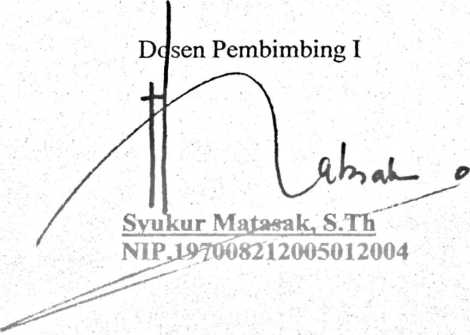 Dosen Pembimbing I
Syukur Matasak, S.Th
NIP.197008212005012004